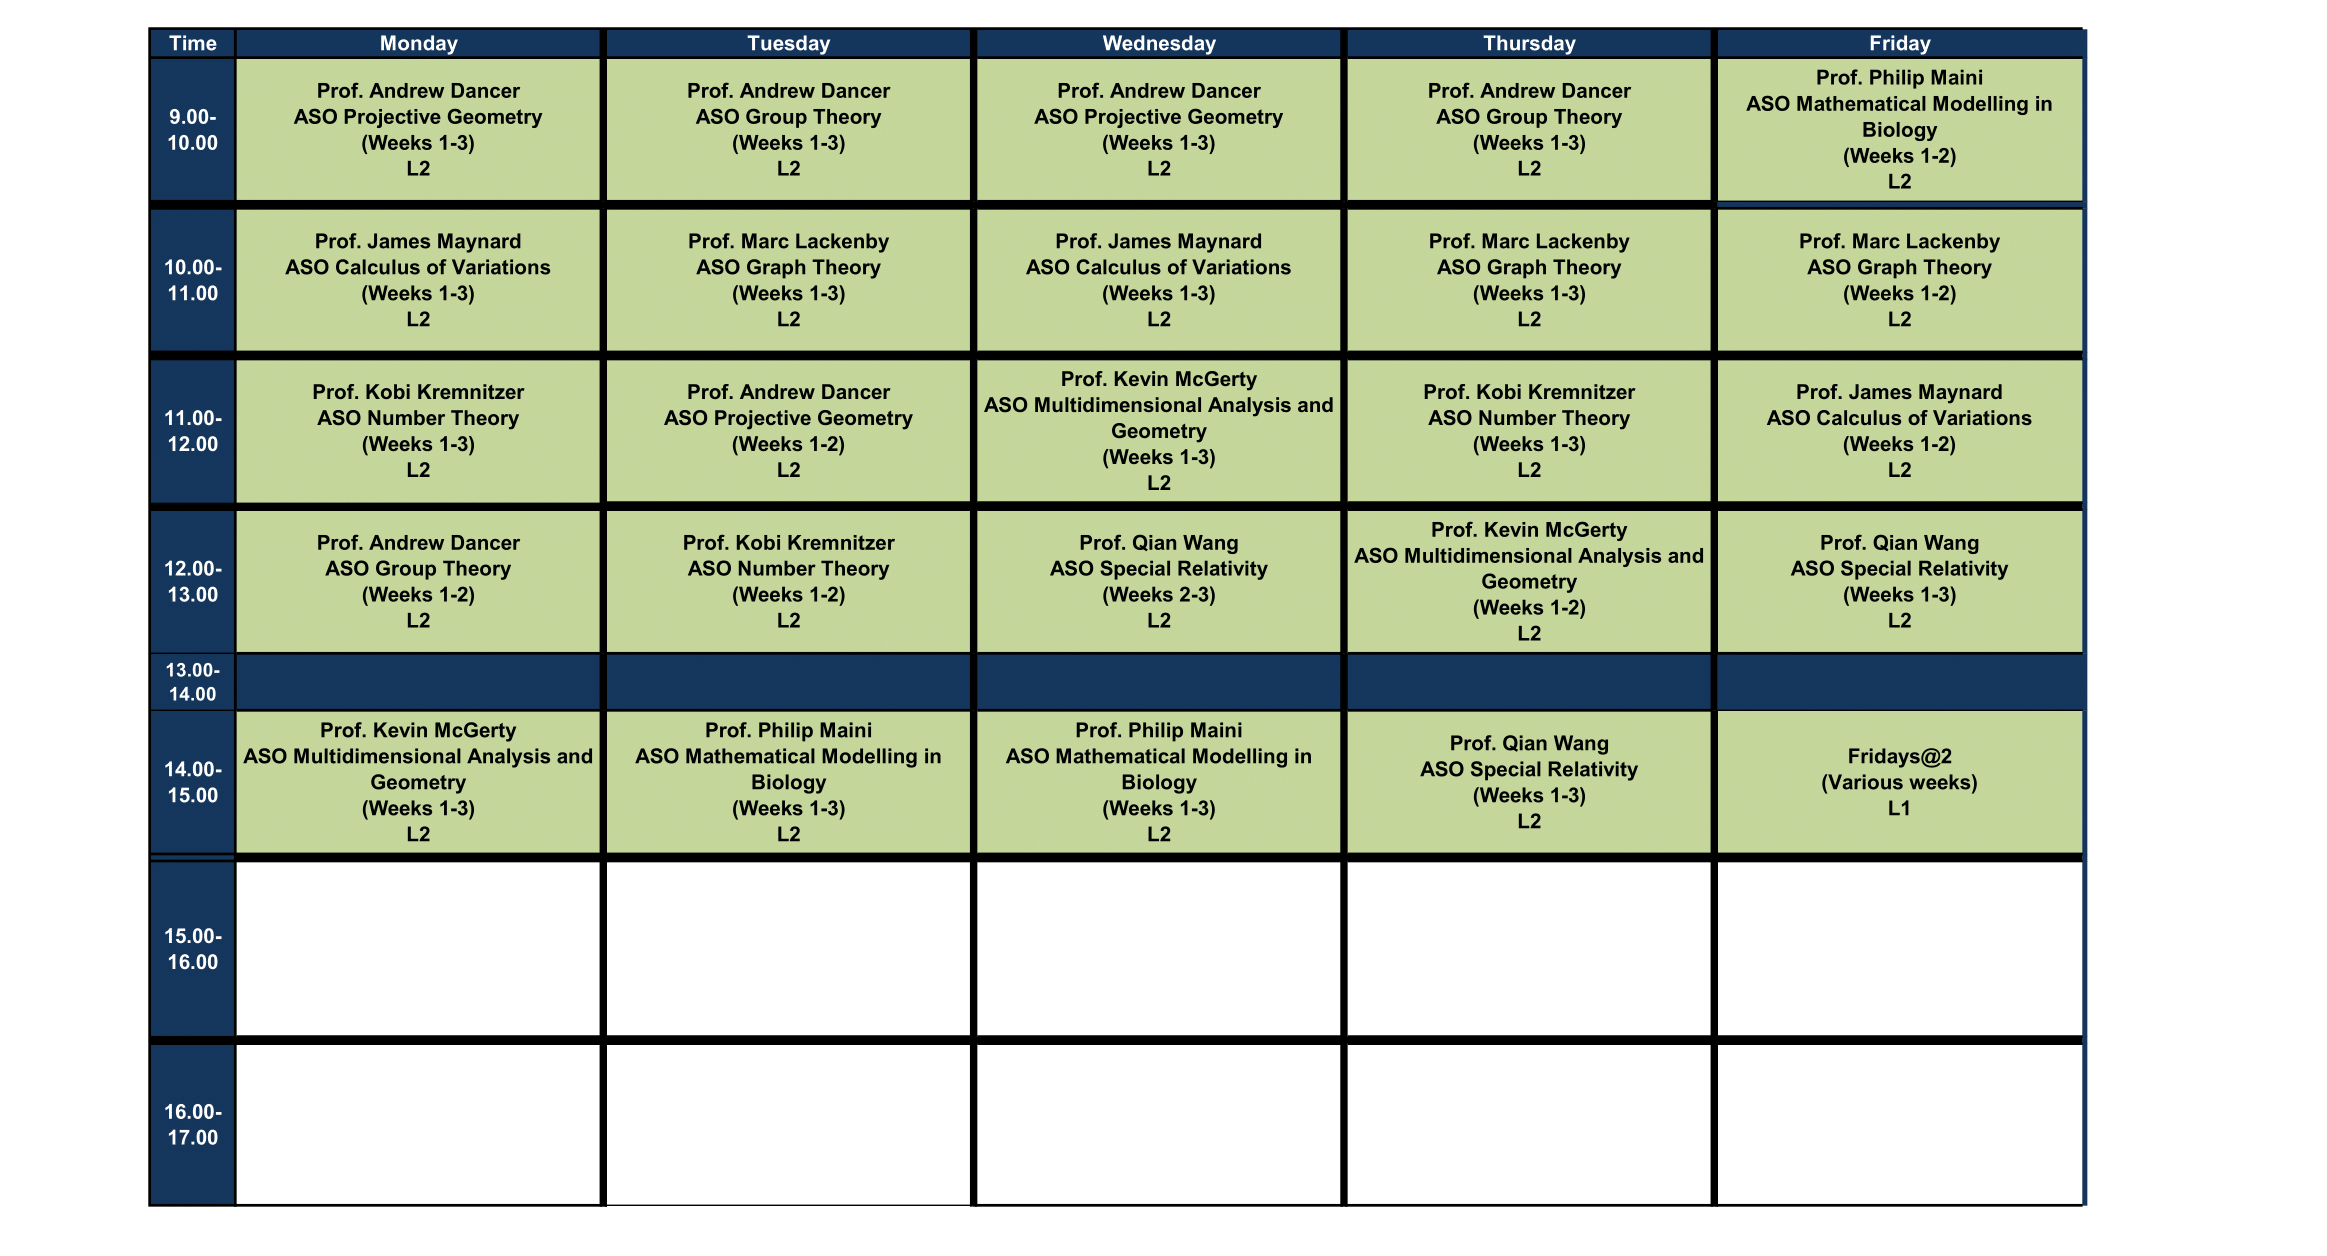 Time
Monday
Tuesday
Wednesday
Thursday
Friday
9.00-
10.00
Prof. Andrew Dancer
ASO Projective Geometry
(Weeks 1-3)
L2
Prof. Andrew Dancer
ASO Group Theory
(Weeks 1-3)
L2
Prof. Andrew Dancer
ASO Projective Geometry
(Weeks 1-3)
L2
Prof. Andrew Dancer
ASO Group Theory
(Weeks 1-3)
L2
Prof. Philip Maini
ASO Mathematical Modelling in
Biology
(Weeks 1-2)
L2
10.00-
11.00
Prof. James Maynard
ASO Calculus of Variations
(Weeks 1-3)
L2
Prof. Marc Lackenby
ASO Graph Theory
(Weeks 1-3)
L2
Prof. James Maynard
ASO Calculus of Variations
(Weeks 1-3)
L2
Prof. Marc Lackenby
ASO Graph Theory
(Weeks 1-3)
L2
Prof. Marc Lackenby
ASO Graph Theory
(Weeks 1-2)
L2
11.00-
12.00
Prof. Kobi Kremnitzer
ASO Number Theory
(Weeks 1-3)
L2
Prof. Andrew Dancer
ASO Projective Geometry
(Weeks 1-2)
L2
Prof. Kevin McGerty
ASO Multidimensional Analysis and
Geometry
(Weeks 1-3)
L2
Prof. Kobi Kremnitzer
ASO Number Theory
(Weeks 1-3)
L2
Prof. James Maynard
ASO Calculus of Variations
(Weeks 1-2)
L2
12.00-
13.00
Prof. Andrew Dancer
ASO Group Theory
(Weeks 1-2)
L2
Prof. Kobi Kremnitzer
ASO Number Theory
(Weeks 1-2)
L2
Prof. Qian Wang
ASO Special Relativity
(Weeks 2-3)
L2
Prof. Kevin McGerty
ASO Multidimensional Analysis and
Geometry
(Weeks 1-2)
L2
Prof. Qian Wang
ASO Special Relativity
(Weeks 1-3)
L2
13.00-
14.00
14.00-
15.00
Prof. Kevin McGerty
ASO Multidimensional Analysis and
Geometry
(Weeks 1-3)
L2
Prof. Philip Maini
ASO Mathematical Modelling in
Biology
(Weeks 1-3)
L2
Prof. Philip Maini
ASO Mathematical Modelling in
Biology
(Weeks 1-3)
L2
Prof. Qian Wang
ASO Special Relativity
(Weeks 1-3)
L2
Fridays@2
(Various weeks)
L1
15.00-
16.00
16.00-
17.00